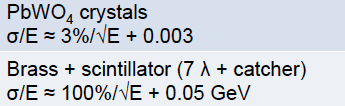 PbWO₄ crystals
σ/E ≈ 3%/√E + 0.003
Brass + scintillator (7 λ + catcher)
σ/E ≈ 100%/√E + 0.05 GeV